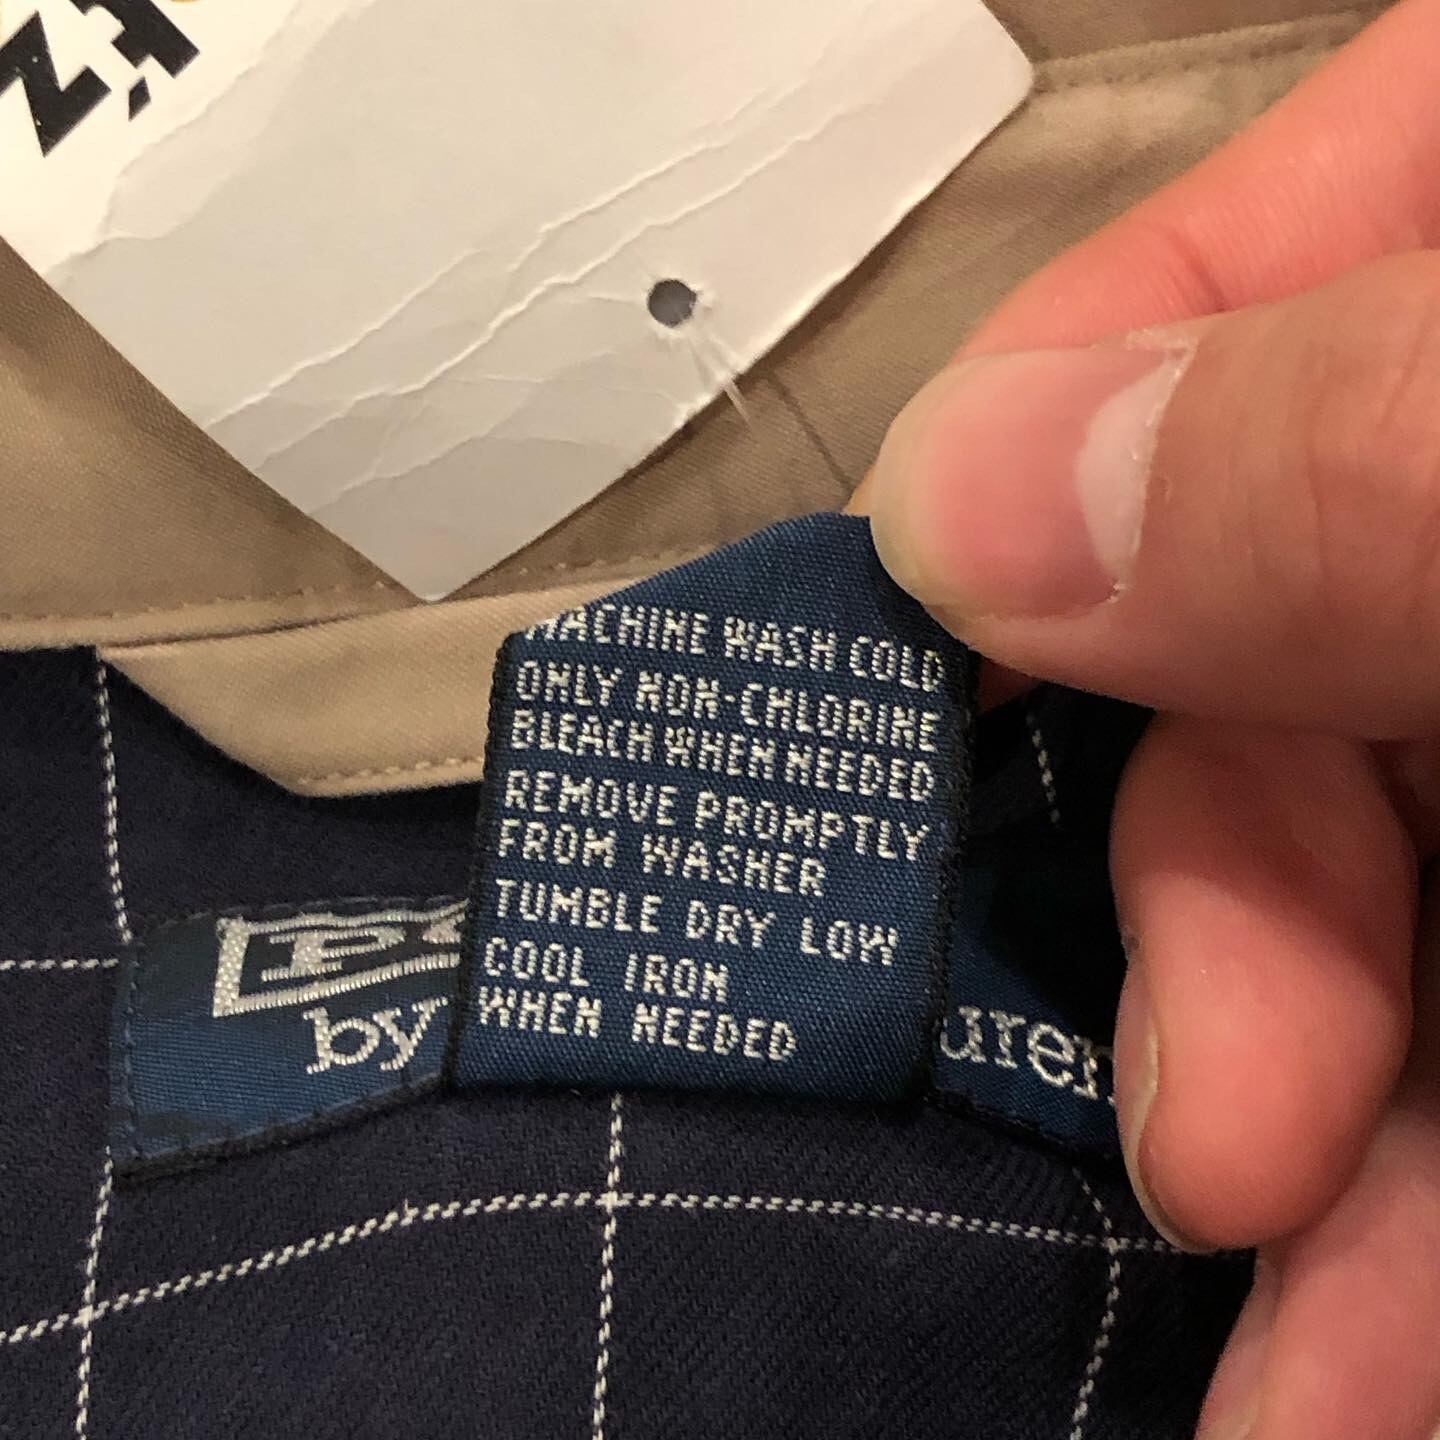 MACHINE WASH COLD
ONLY NON-CHLORINE
BLEACH WHEN NEEDED
REMOVE PROMPTLY
FROM WASHER
TUMBLE DRY LOW
COOL IRON
WHEN NEEDED
by